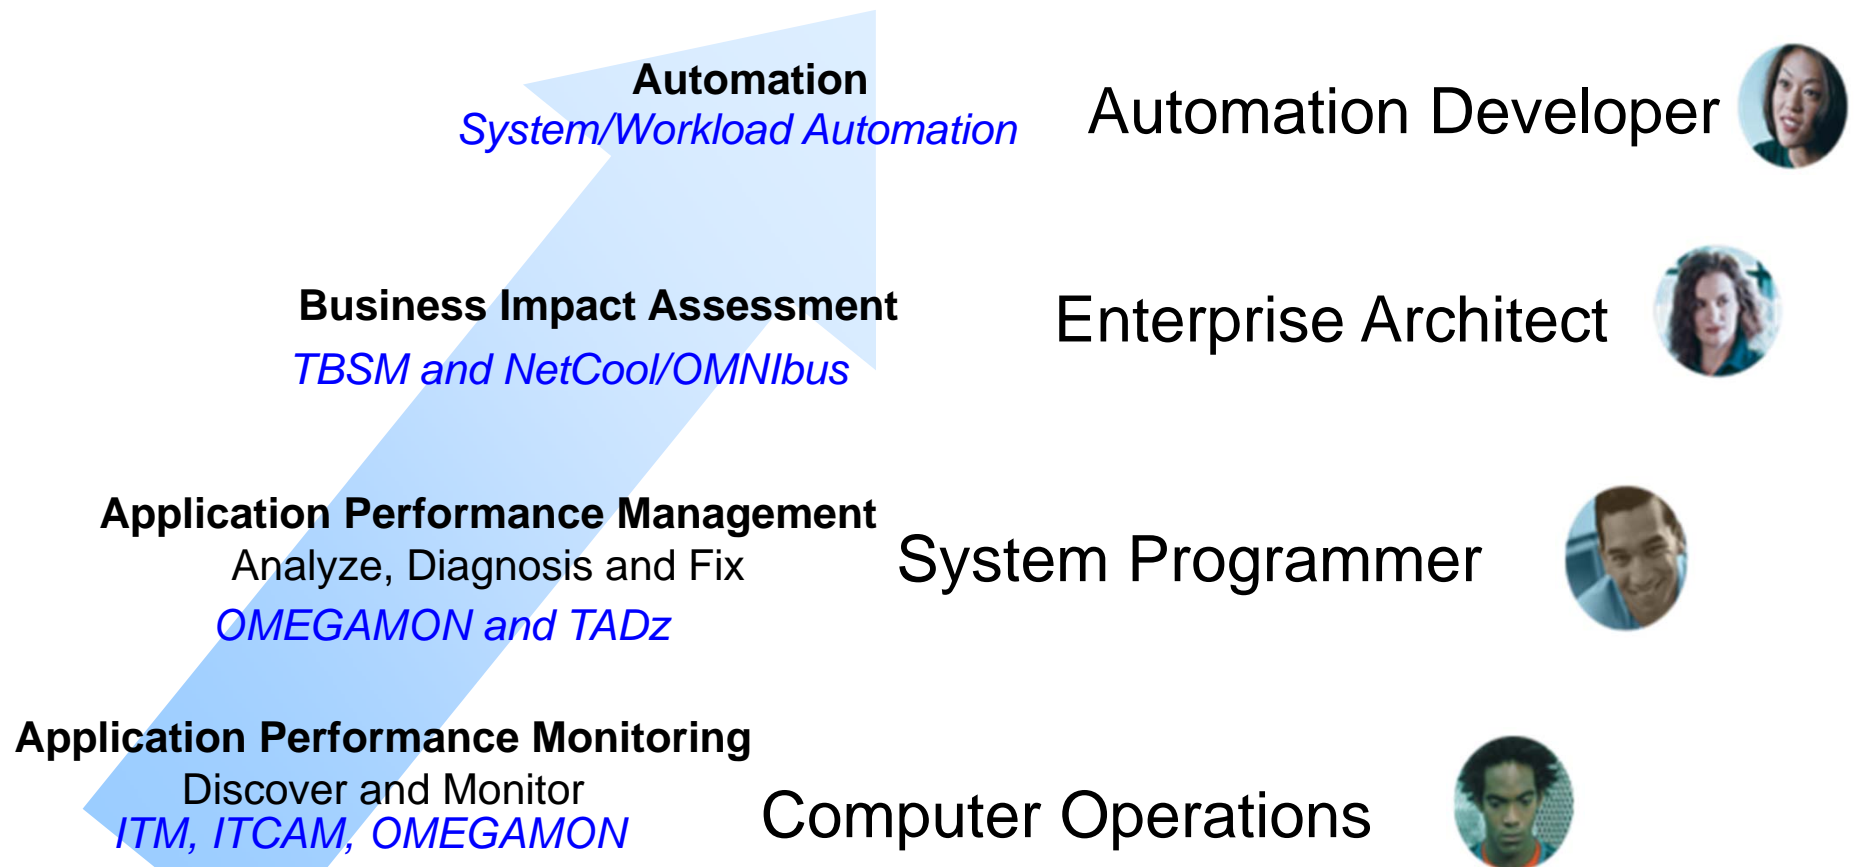 Automation
System/Workload Automation
Automation Developer
Business Impact Assessment
TBSM and NetCool/OMNIbus
Enterprise Architect
Application Performance Management
Analyze, Diagnosis and Fix
OMEGAMON and TADz
System Programmer
Application Performance Monitoring
Discover and Monitor
ITM, ITCAM, OMEGAMON
Computer Operations